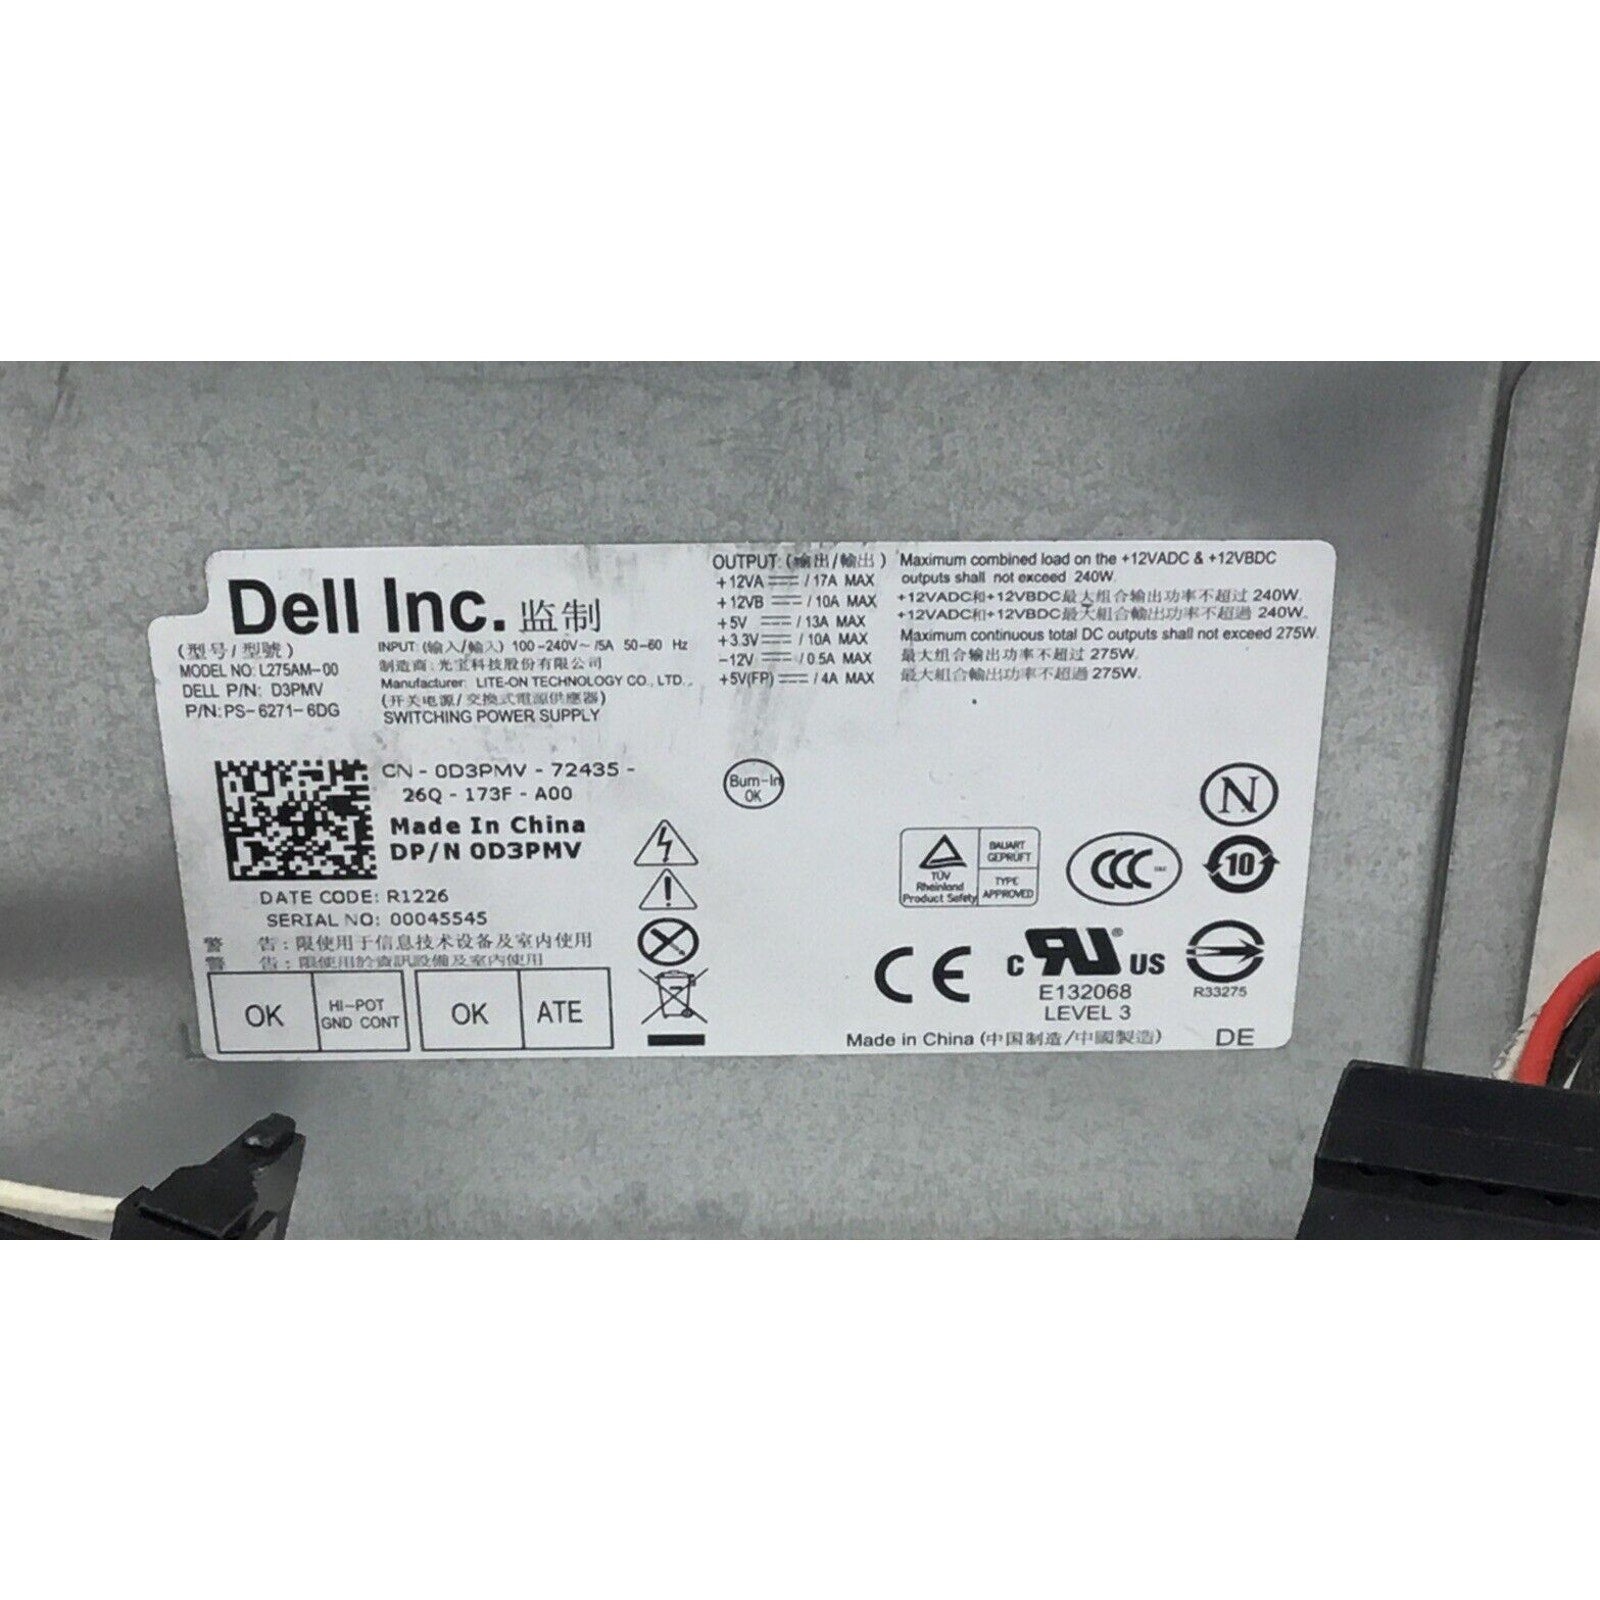 Dell Inc. 监制
(型号/型號)
MODEL NO: L275AM-00
DELL P/N: D3PMV
P/N: PS-6271-6DG
INPUT: (输入/輸入) 100-240V~ /5A 50-60 Hz
制造商: 光宝科技股份有限公司
Manufacturer: LITE-ON TECHNOLOGY CO., LTD.
(开关电源/交換式電源供應器)
SWITCHING POWER SUPPLY
OUTPUT: (输出/輸出)
+12VA /17A MAX
+12VB /10A MAX
+5V /13A MAX
+3.3V /10A MAX
-12V /0.5A MAX
+5V(FP) /4A MAX
Maximum combined load on the +12VADC & +12VBDC
outputs shall not exceed 240W.
+12VADC和+12VBDC最大组合输出功率不超过 240W.
+12VADC和+12VBDC最大組合輸出功率不超過 240W.
Maximum continuous total DC outputs shall not exceed 275W.
最大组合输出功率不超过 275W.
最大組合輸出功率不超過 275W.
CN - 0D3PMV - 72435 -
26Q - 173F - A00
Made In China
DP/N 0D3PMV
DATE CODE: R1226
SERIAL NO: 00045545
警 告: 限使用于信息技术设备及室内使用
警 告: 限使用於資訊設備及室內使用
OK
HI-POT
GND CONT
OK
ATE
Burn-In
OK
TÜV
Rheinland
Product Safety
BAUART
GEPRÜFT
TYPE
APPROVED
CCC
N
10
CE
c RU® US
E132068
LEVEL 3
R33275
Made in China (中国制造/中國製造)
DE